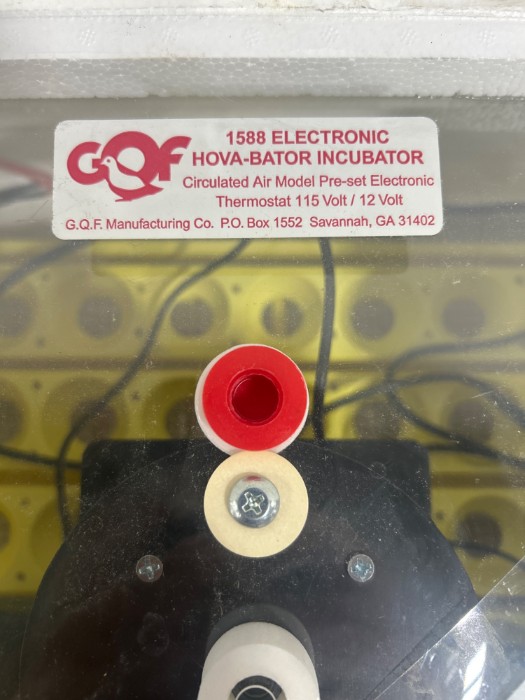 GQF
1588 ELECTRONIC
HOVA-BATOR INCUBATOR
Circulated Air Model Pre-set Electronic
Thermostat 115 Volt / 12 Volt
G.Q.F. Manufacturing Co. P.O. Box 1552 Savannah, GA 31402